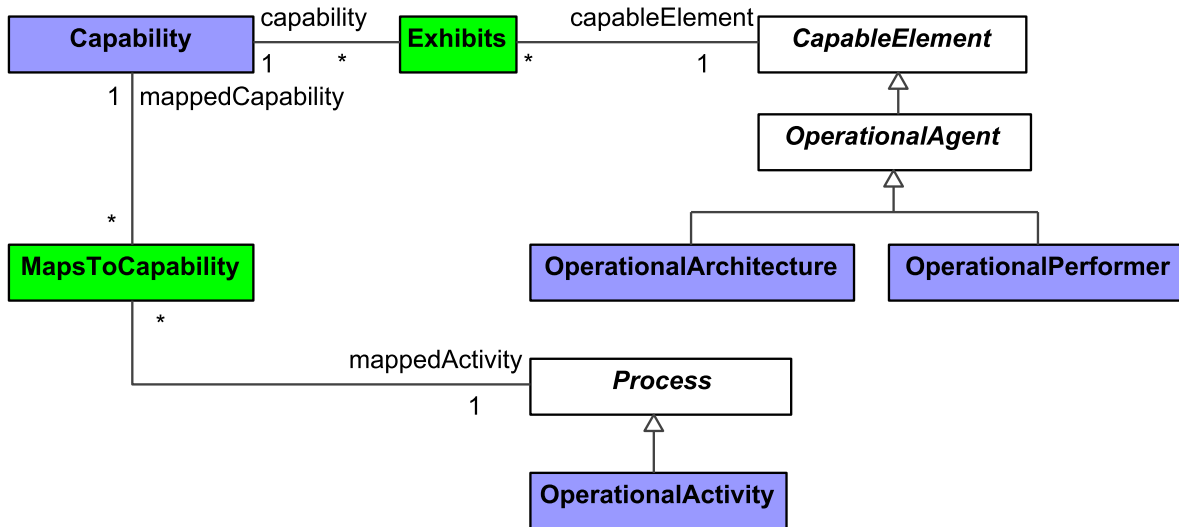 capability
capableElement
Capability
Exhibits
CapableElement
1
*
*
1
1
mappedCapability
OperationalAgent
*
MapsToCapability
OperationalArchitecture
OperationalPerformer
*
mappedActivity
Process
1
OperationalActivity